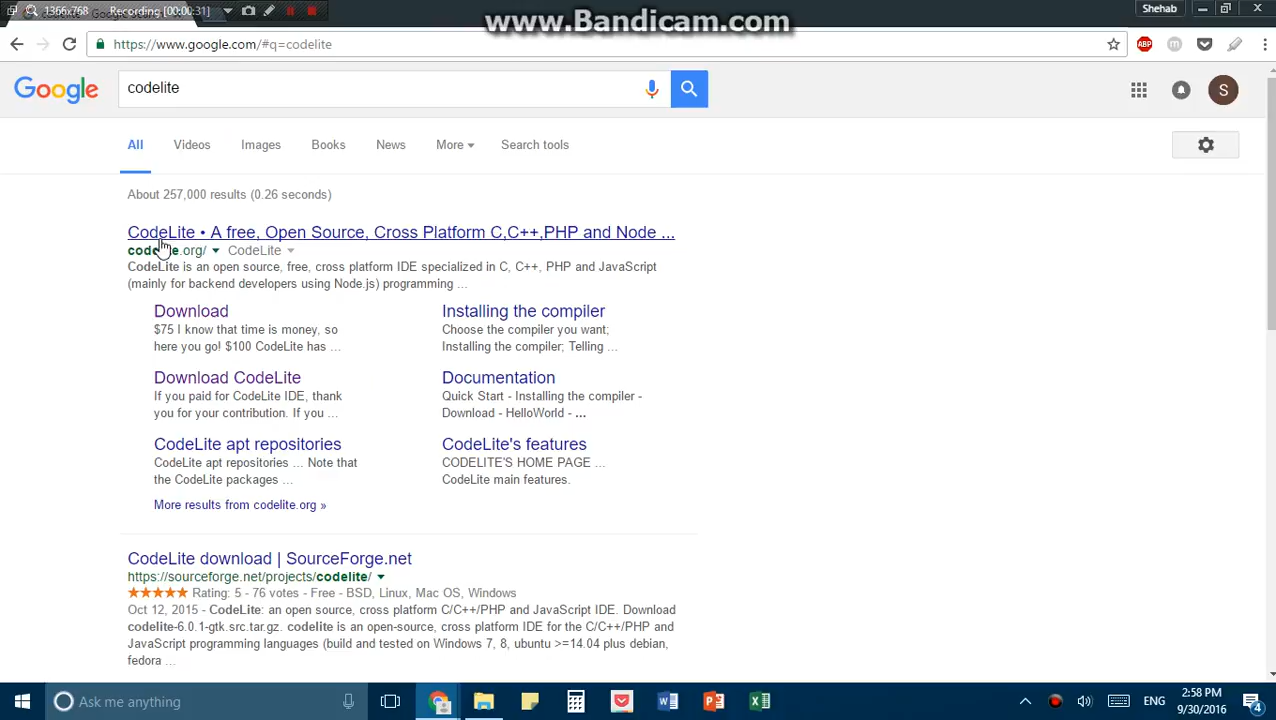 1366x768 [00:00:31]
www.Bandicam.com
Shehab
https://www.google.com/#q=codelite
ABP
m
Google
codelite
S
All Videos Images Books News More Search tools
About 257,000 results (0.26 seconds)
CodeLite • A free, Open Source, Cross Platform C,C++,PHP and Node ...
.org/ CodeLite
CodeLite is an open source, free, cross platform IDE specialized in C, C++, PHP and JavaScript
(mainly for backend developers using Node.js) programming ...
Download
$75 I know that time is money, so
here you go! $100 CodeLite has ...
Installing the compiler
Choose the compiler you want;
Installing the compiler; Telling ...
Download CodeLite
If you paid for CodeLite IDE, thank
you for your contribution. If you ...
Documentation
Quick Start - Installing the compiler -
Download - HelloWorld - ...
CodeLite apt repositories
CodeLite apt repositories ... Note that
the CodeLite packages ...
CodeLite's features
CODELITE'S HOME PAGE ...
CodeLite main features.
More results from codelite.org »
CodeLite download | SourceForge.net
https://sourceforge.net/projects/codelite/
Rating: 5 - 76 votes - Free - BSD, Linux, Mac OS, Windows
Oct 12, 2015 - CodeLite: an open source, cross platform C/C++/PHP and JavaScript IDE. Download
codelite-6.0.1-gtk.src.tar.gz. codelite is an open-source, cross platform IDE for the C/C++/PHP and
JavaScript programming languages (build and tested on Windows 7, 8, ubuntu >=14.04 plus debian,
fedora ...
Ask me anything
ENG
2:58 PM
9/30/2016
4